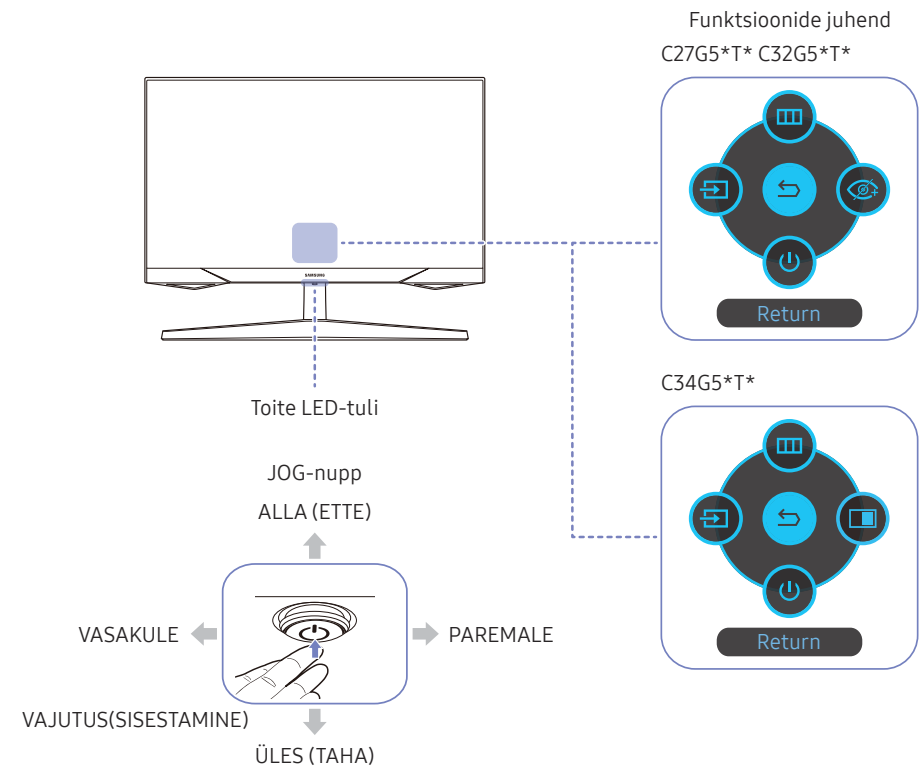 Funktsioonide juhend
C27G5*T* C32G5*T*
SAMSUNG
Return
Toite LED-tuli
C34G5*T*
JOG-nupp
ALLA (ETTE)
VASAKULE
PAREMALE
Return
VAJUTUS(SISESTAMINE)
ÜLES (TAHA)